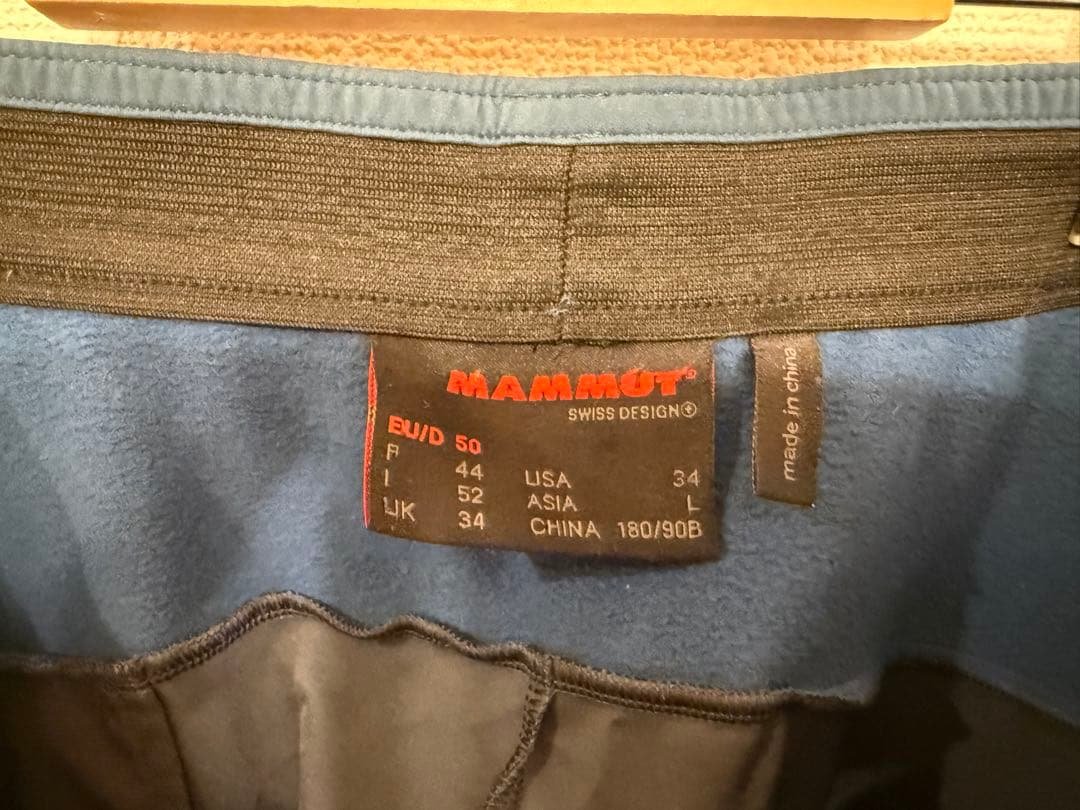 MAMMUT
SWISS DESIGN
EU/D 50
F 44
I 52
UK 34
USA 34
ASIA L
CHINA 180/90B
made in china